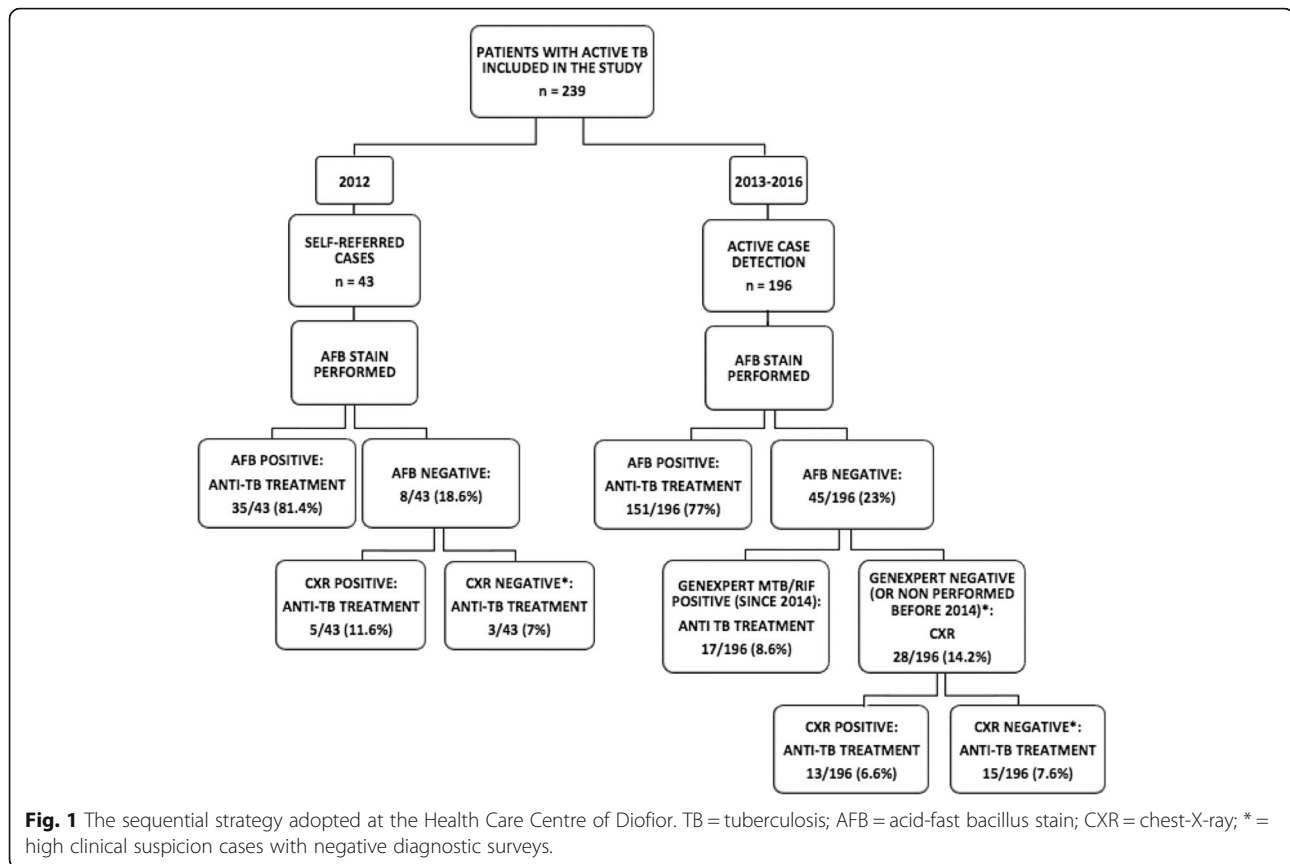 PATIENTS WITH ACTIVE TB
INCLUDED IN THE STUDY
n = 239
2012
2013-2016
SELF-REFERRED
CASES
n = 43
ACTIVE CASE
DETECTION
n = 196
AFB STAIN
PERFORMED
AFB STAIN
PERFORMED
AFB POSITIVE:
ANTI-TB TREATMENT
35/43 (81.4%)
AFB NEGATIVE:
8/43 (18.6%)
AFB POSITIVE:
ANTI-TB TREATMENT
151/196 (77%)
AFB NEGATIVE:
45/196 (23%)
CXR POSITIVE:
ANTI-TB TREATMENT
5/43 (11.6%)
CXR NEGATIVE*:
ANTI-TB TREATMENT
3/43 (7%)
GENEXPERT MTB/RIF
POSITIVE (SINCE 2014):
ANTI TB TREATMENT
17/196 (8.6%)
GENEXPERT NEGATIVE
(OR NON PERFORMED
BEFORE 2014)*:
CXR
28/196 (14.2%)
CXR POSITIVE:
ANTI-TB TREATMENT
13/196 (6.6%)
CXR NEGATIVE*:
ANTI-TB TREATMENT
15/196 (7.6%)
Fig. 1 The sequential strategy adopted at the Health Care Centre of Diofior. TB = tuberculosis; AFB = acid-fast bacillus stain; CXR = chest-X-ray; * =
high clinical suspicion cases with negative diagnostic surveys.